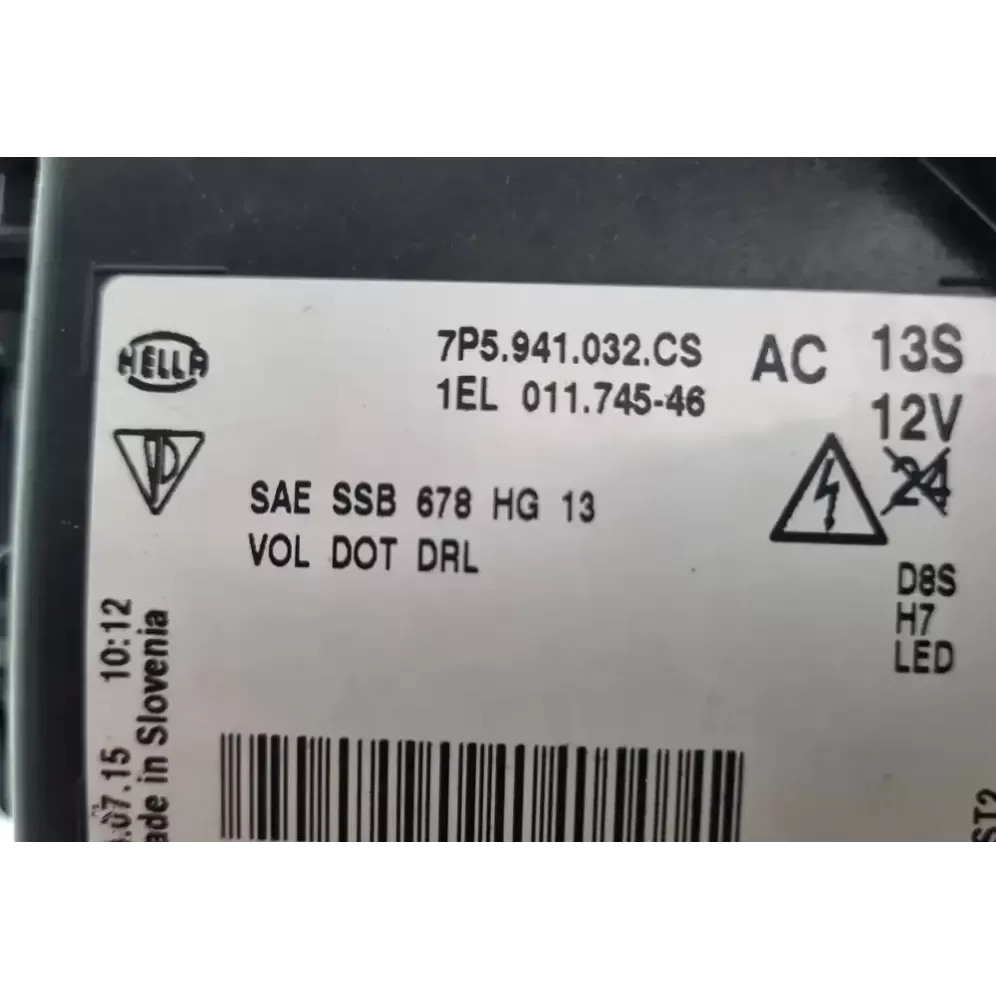 HELLA
7P5.941.032.CS
1EL 011.745-46
AC
13S
12V
24
SAE SSB 678 HG 13
VOL DOT DRL
D8S
H7
LED
.07.15 10:12
ade in Slovenia
ST2